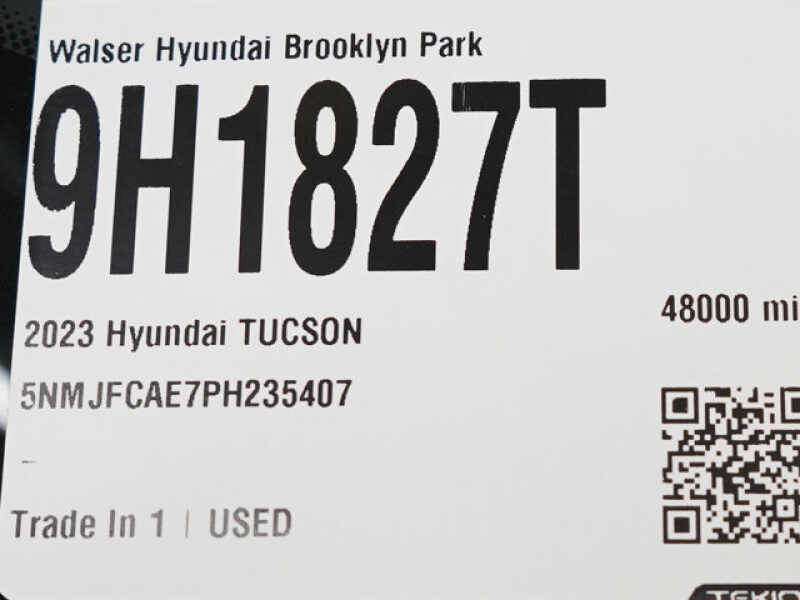 Walser Hyundai Brooklyn Park
9H1827T
2023 Hyundai TUCSON
48000 mi
5NMJFCAE7PH235407
–
Trade In 1 | USED